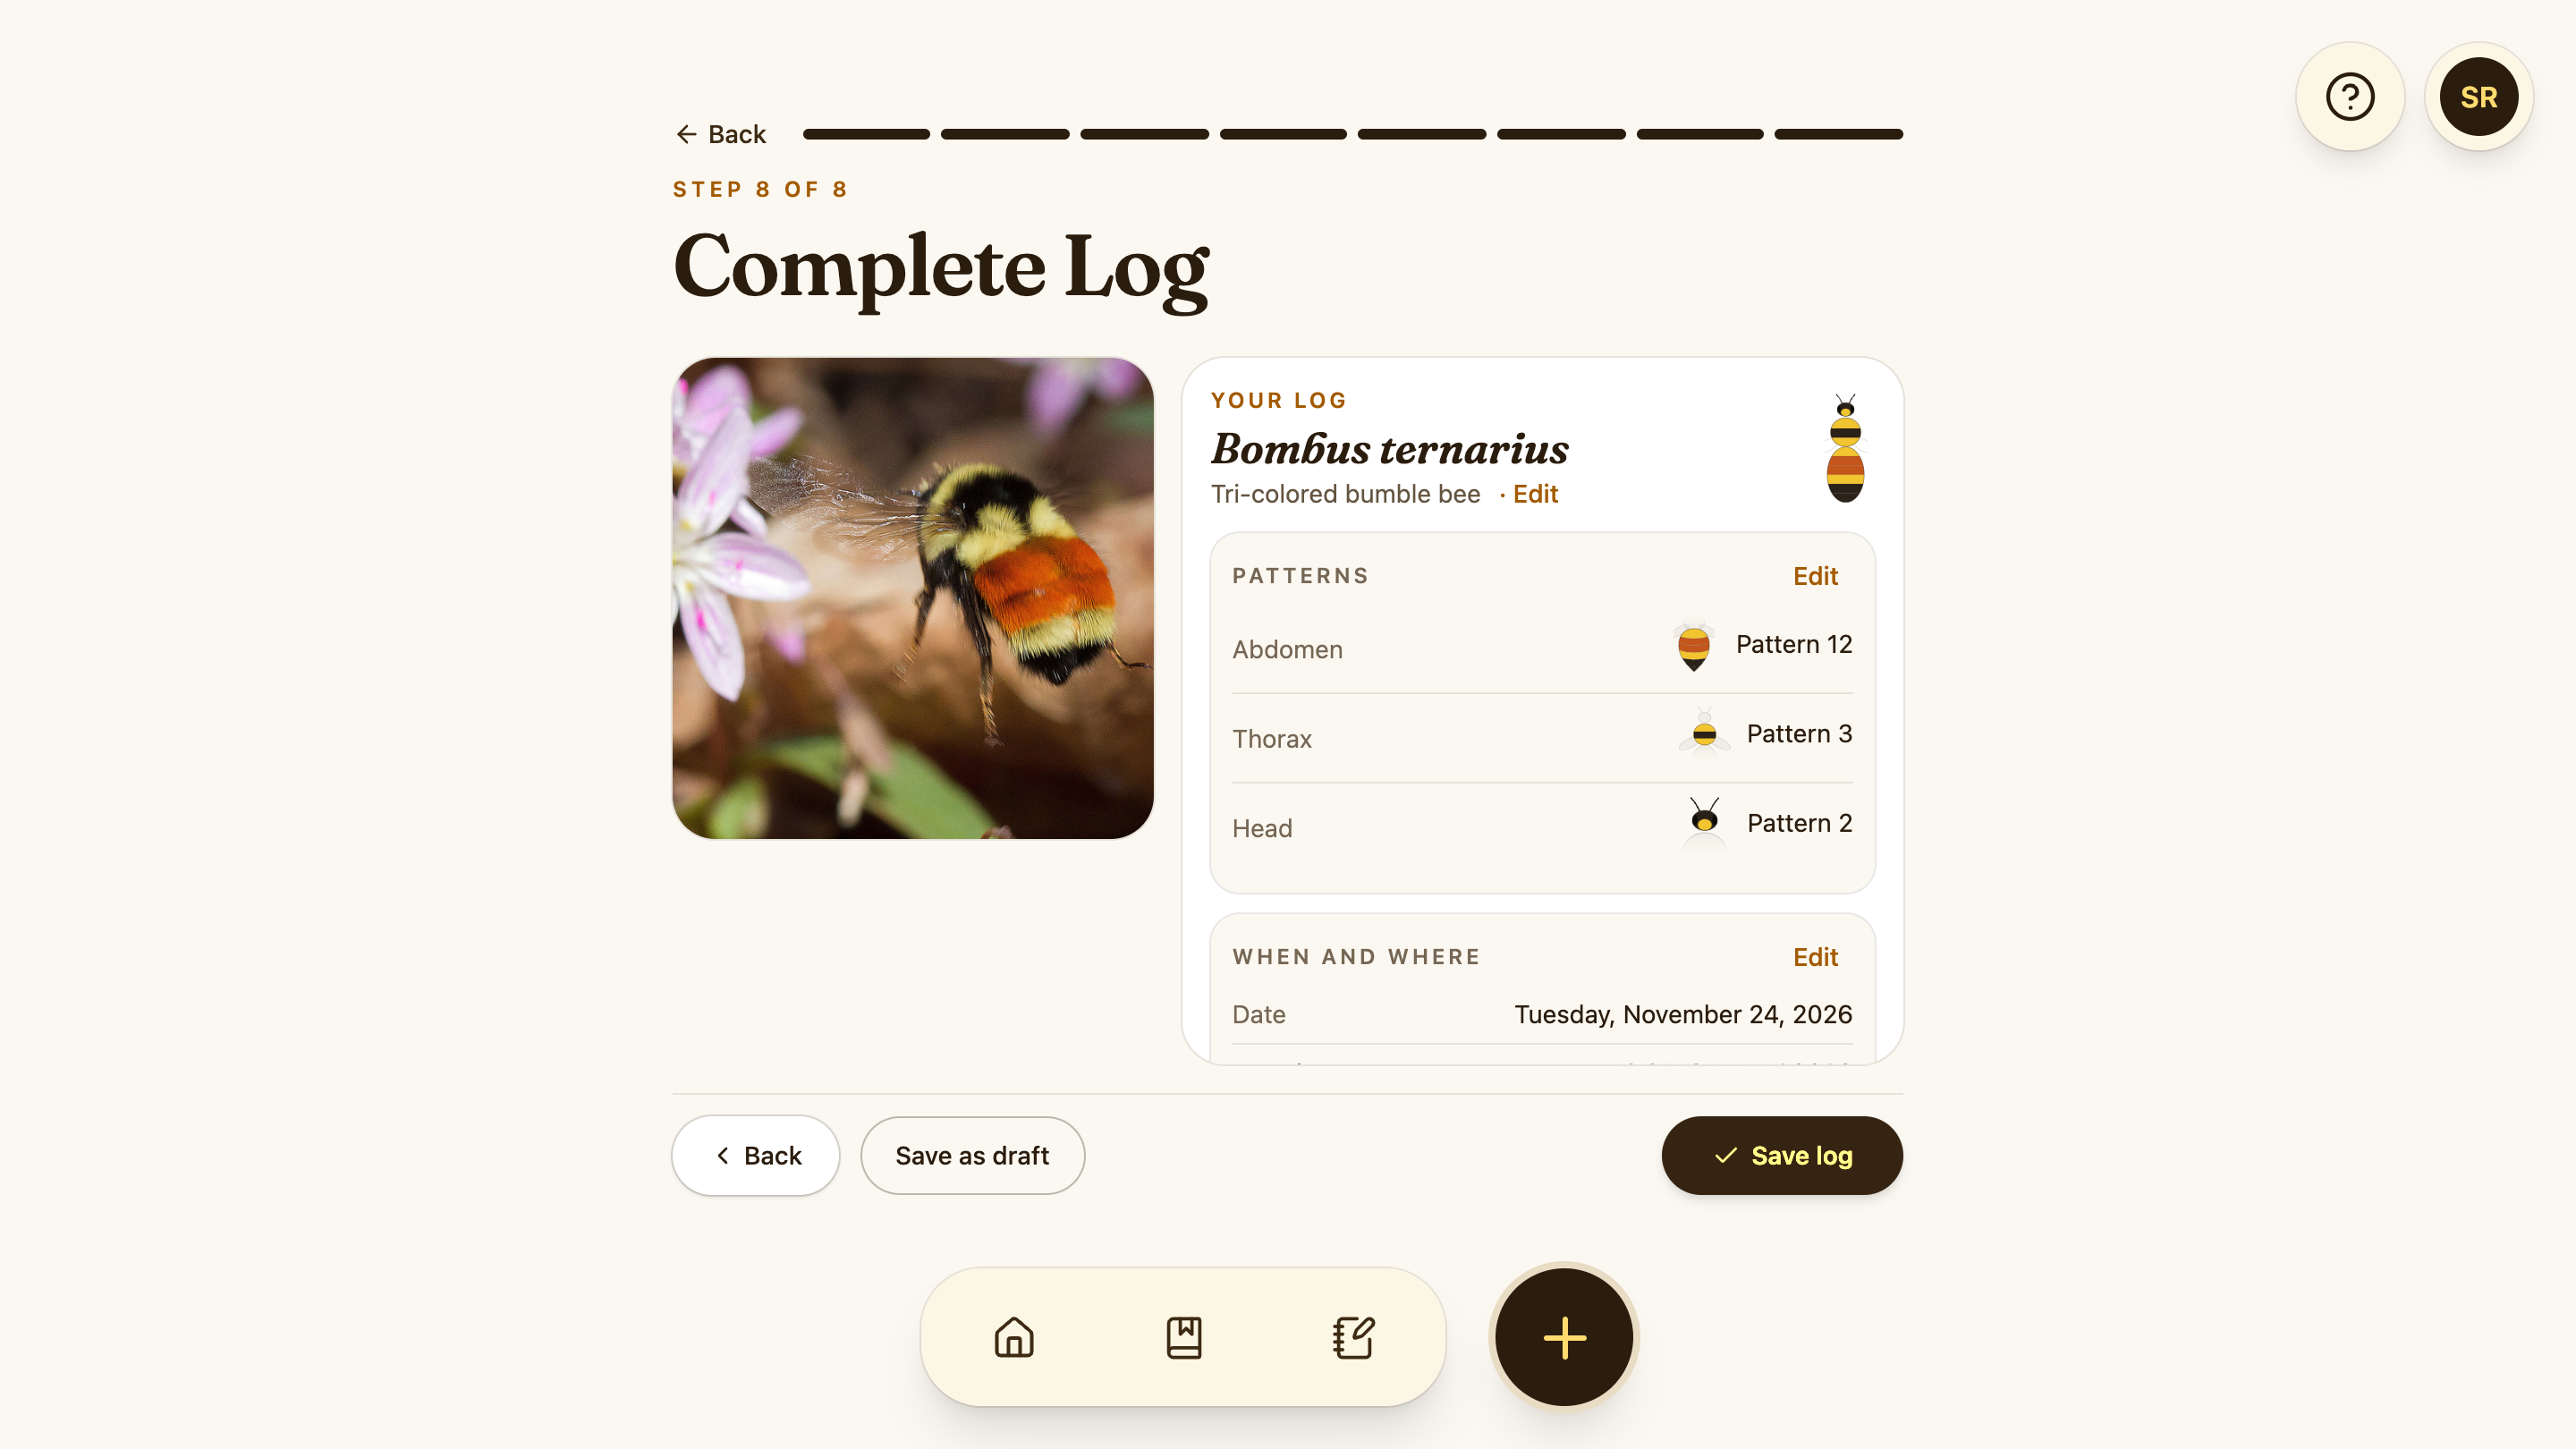 Back
STEP 8 OF 8
Complete Log
SR
YOUR LOG
Bombus ternarius
Tri-colored bumble bee · Edit
PATTERNS Edit
Abdomen Pattern 12
Thorax Pattern 3
Head Pattern 2
WHEN AND WHERE Edit
Date Tuesday, November 24, 2026
Back
Save as draft
Save log